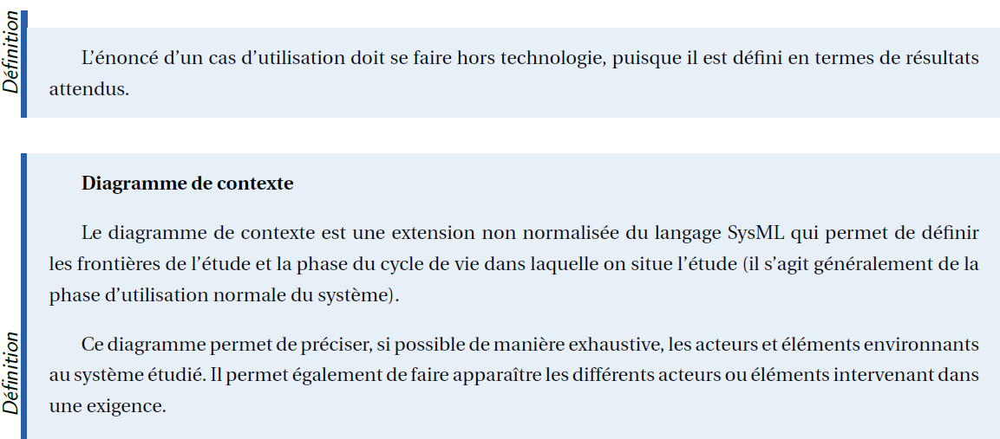 Définition
L’énoncé d’un cas d’utilisation doit se faire hors technologie, puisque il est défini en termes de résultats
attendus.
Diagramme de contexte
Le diagramme de contexte est une extension non normalisée du langage SysML qui permet de définir
les frontières de l’étude et la phase du cycle de vie dans laquelle on situe l’étude (il s’agit généralement de la
phase d’utilisation normale du système).
Définition
Ce diagramme permet de préciser, si possible de manière exhaustive, les acteurs et éléments environnants
au système étudié. Il permet également de faire apparaître les différents acteurs ou éléments intervenant dans
une exigence.